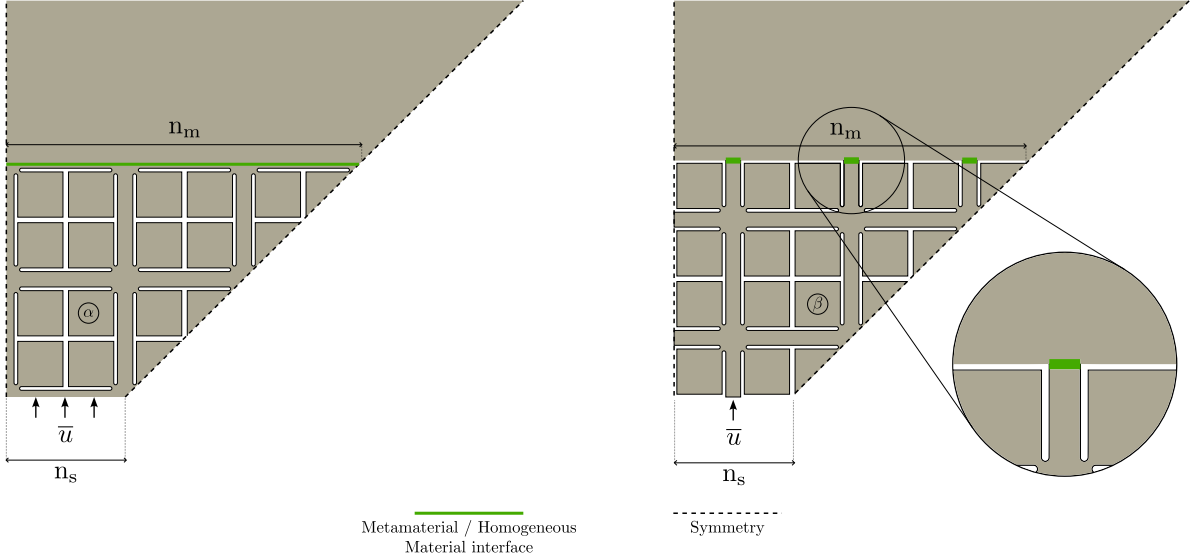 n_m
n_m
α
β
u̅
u̅
n_s
n_s
Metamaterial / Homogeneous
Material interface
Symmetry